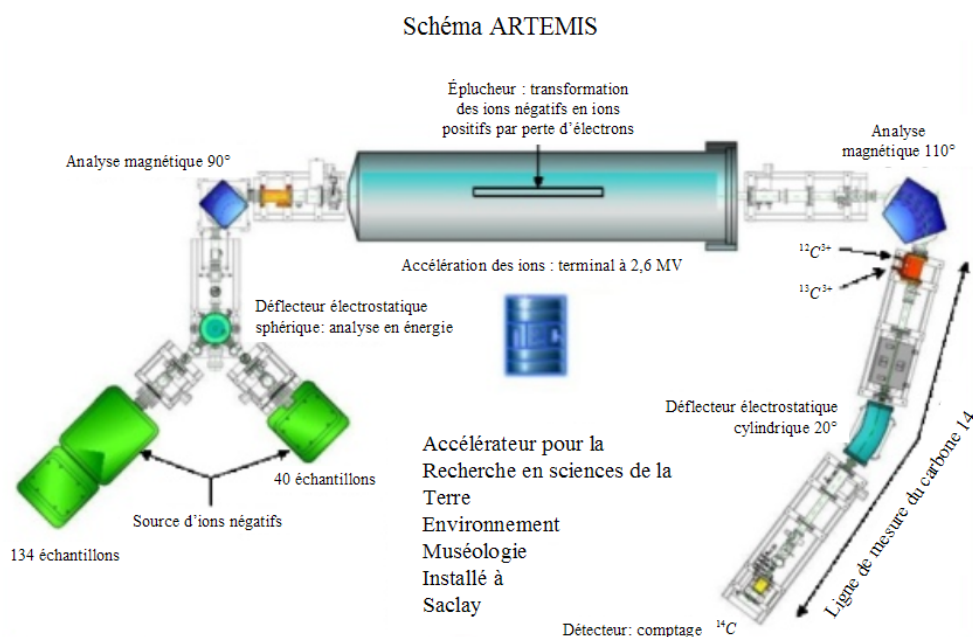 Schéma ARTEMIS
Éplucheur : transformation
des ions négatifs en ions
positifs par perte d'électrons
Analyse magnétique 90°
Analyse
magnétique 110°
¹²C³⁺
¹³C³⁺
Accélération des ions : terminal à 2,6 MV
Déflecteur électrostatique
sphérique: analyse en énergie
Déflecteur électrostatique
cylindrique 20°
Ligne de mesure du carbone 14
40 échantillons
Source d'ions négatifs
134 échantillons
Accélérateur pour la
Recherche en sciences de la
Terre
Environnement
Muséologie
Installé à
Saclay
Détecteur: comptage ¹⁴C